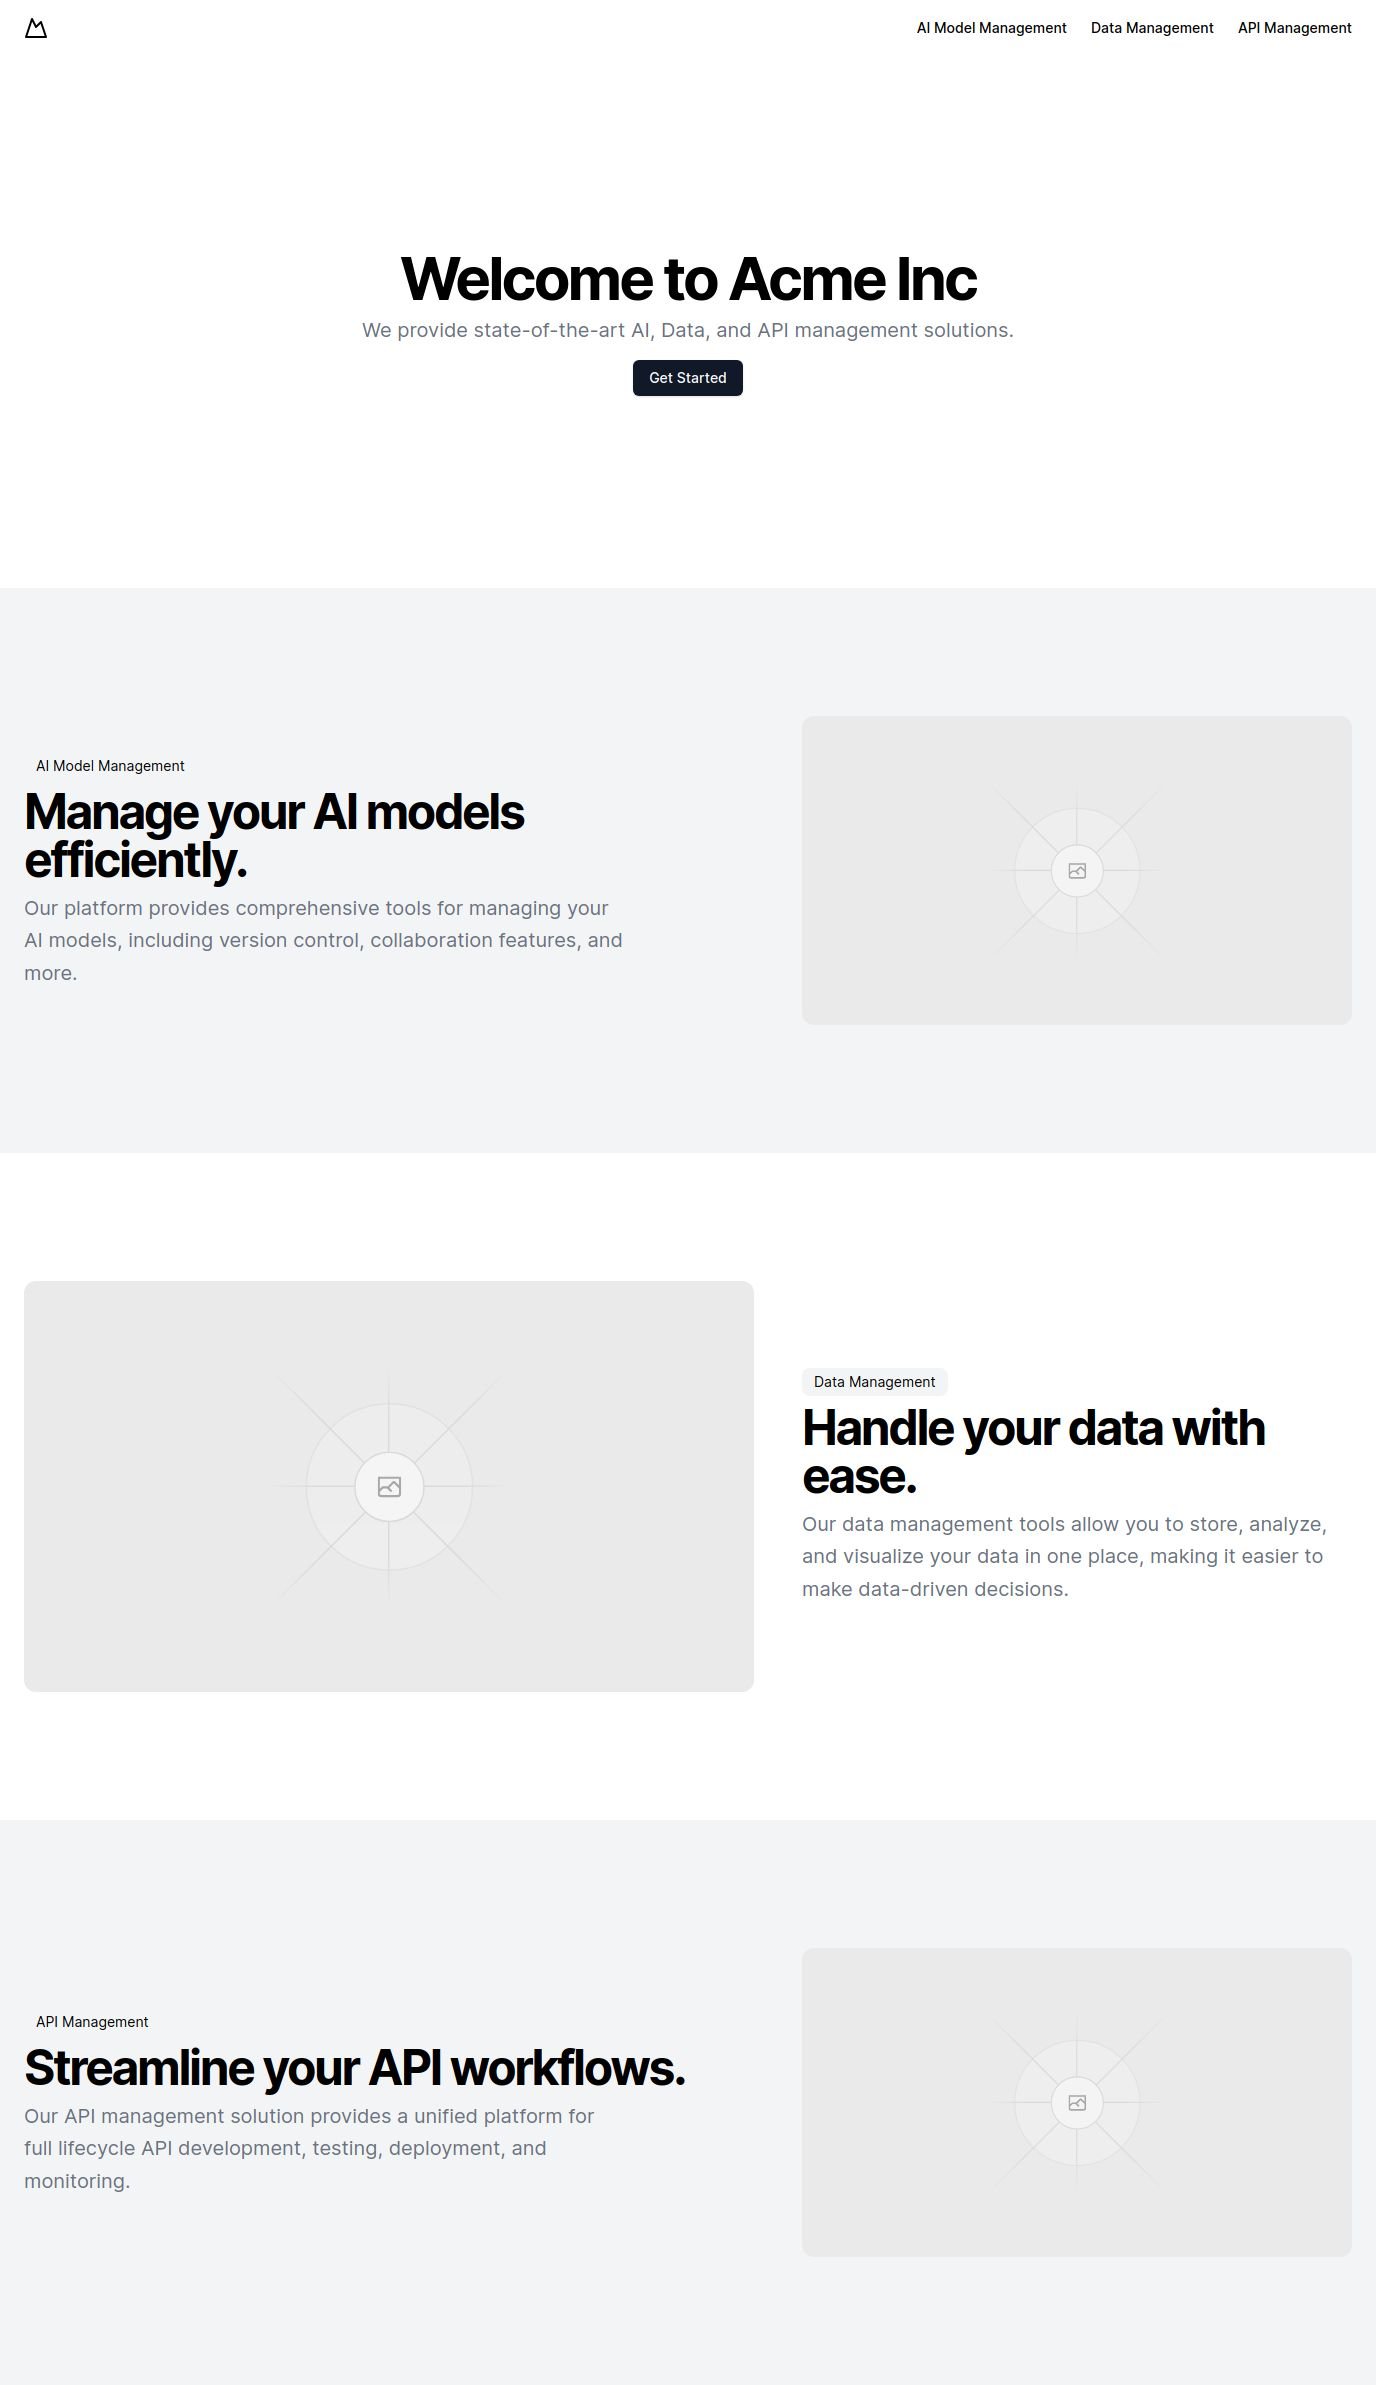 AI Model Management
Data Management
API Management
Welcome to Acme Inc
We provide state-of-the-art AI, Data, and API management solutions.
Get Started
AI Model Management
Manage your AI models
efficiently.
Our platform provides comprehensive tools for managing your
AI models, including version control, collaboration features, and
more.
Data Management
Handle your data with
ease.
Our data management tools allow you to store, analyze,
and visualize your data in one place, making it easier to
make data-driven decisions.
API Management
Streamline your API workflows.
Our API management solution provides a unified platform for
full lifecycle API development, testing, deployment, and
monitoring.